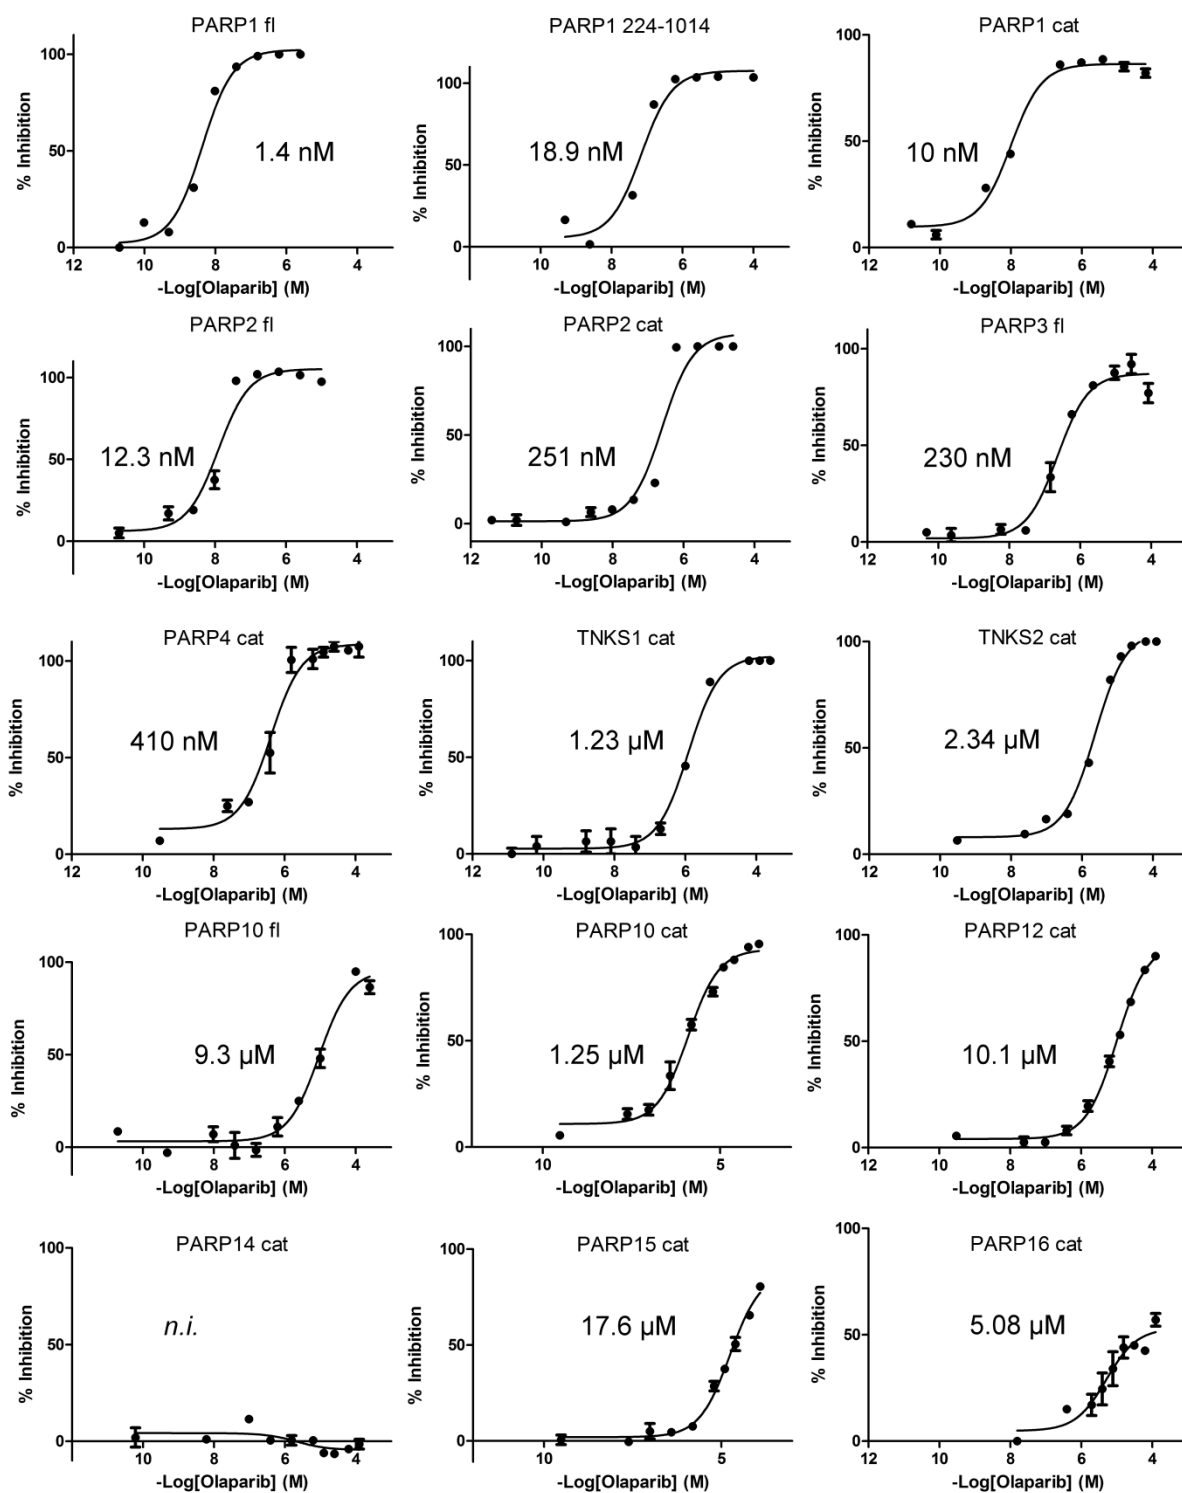 PARP1 fl
100
50
0
% Inhibition
1.4 nM
12 10 8 6 4
-Log[Olaparib] (M)
PARP1 224-1014
100
50
0
% Inhibition
18.9 nM
10 8 6 4
-Log[Olaparib] (M)
PARP1 cat
100
50
0
% Inhibition
10 nM
12 10 8 6 4
-Log[Olaparib] (M)
PARP2 fl
100
50
0
% Inhibition
12.3 nM
12 10 8 6 4
-Log[Olaparib] (M)
PARP2 cat
100
50
0
% Inhibition
251 nM
12 10 8 6 4
-Log[Olaparib] (M)
PARP3 fl
100
50
0
% Inhibition
230 nM
12 10 8 6 4
-Log[Olaparib] (M)
PARP4 cat
100
50
0
% Inhibition
410 nM
12 10 8 6 4
-Log[Olaparib] (M)
TNKS1 cat
100
50
0
% Inhibition
1.23 µM
12 10 8 6 4
-Log[Olaparib] (M)
TNKS2 cat
100
50
0
% Inhibition
2.34 µM
12 10 8 6 4
-Log[Olaparib] (M)
PARP10 fl
100
50
0
% Inhibition
9.3 µM
10 8 6 4
-Log[Olaparib] (M)
PARP10 cat
100
50
0
% Inhibition
1.25 µM
10 5
-Log[Olaparib] (M)
PARP12 cat
100
50
0
% Inhibition
10.1 µM
12 10 8 6 4
-Log[Olaparib] (M)
PARP14 cat
100
50
0
% Inhibition
n.i.
10 8 6 4
-Log[Olaparib] (M)
PARP15 cat
100
50
0
% Inhibition
17.6 µM
10 5
-Log[Olaparib] (M)
PARP16 cat
100
50
0
% Inhibition
5.08 µM
12 10 8 6 4
-Log[Olaparib] (M)